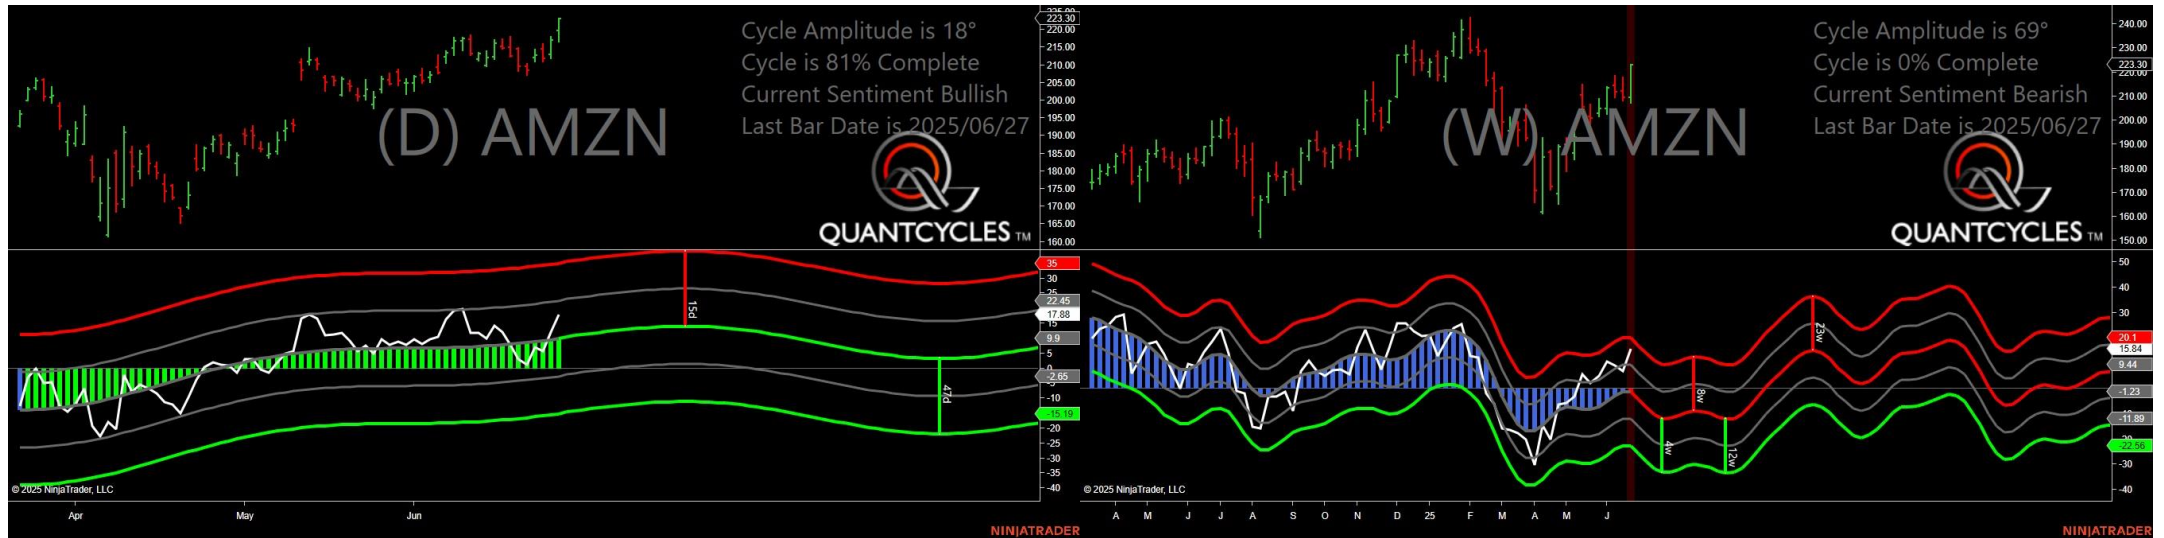 Cycle Amplitude is 18°
Cycle is 81% Complete
Current Sentiment Bullish
Last Bar Date is 2025/06/27
(D) AMZN
QUANTCYCLES TM
223.30
220.00
215.00
210.00
205.00
200.00
195.00
190.00
185.00
180.00
175.00
170.00
165.00
160.00
35
30
25
22.45
17.88
15
9.9
5
0
-2.65
-5
-10
-15.19
-20
-25
-30
-35
-40
15d
47d
© 2025 NinjaTrader, LLC
Apr
May
Jun
NINJATRADER
Cycle Amplitude is 69°
Cycle is 0% Complete
Current Sentiment Bearish
Last Bar Date is 2025/06/27
(W) AMZN
QUANTCYCLES TM
240.00
230.00
223.30
220.00
210.00
200.00
190.00
180.00
170.00
160.00
150.00
50
40
30
20.1
15.84
9.44
-1.23
-11.89
-22.56
-30
-40
8w
23w
4w
12w
© 2025 NinjaTrader, LLC
A M J J A S O N D 25 F M A M J
NINJATRADER